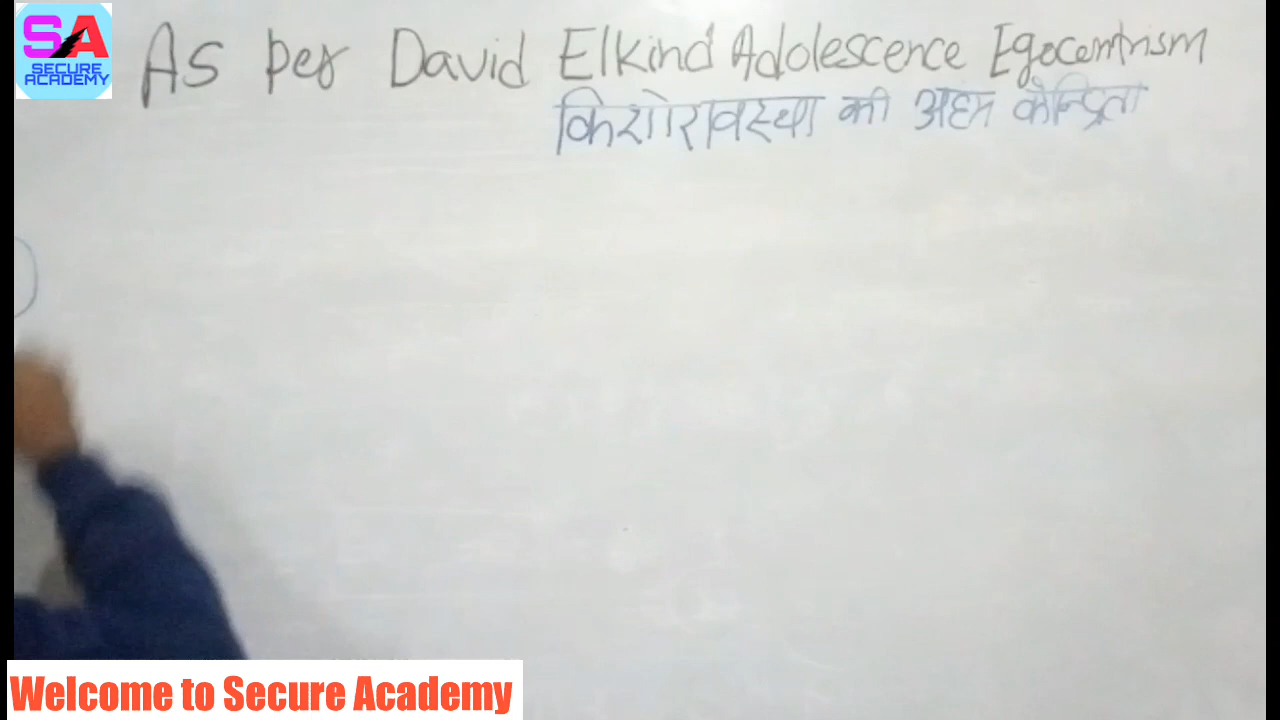 SA
SECURE
ACADEMY
As Per David Elkind Adolescence Egocentrism
किशोरावस्था की अहम केन्द्रिता
Welcome to Secure Academy